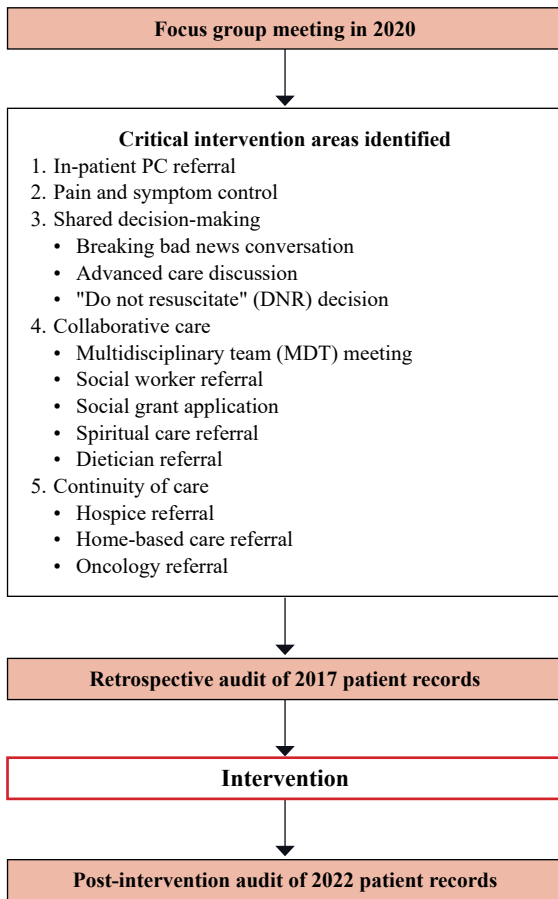 Focus group meeting in 2020
Critical intervention areas identified
1. In-patient PC referral
2. Pain and symptom control
3. Shared decision-making
• Breaking bad news conversation
• Advanced care discussion
• "Do not resuscitate" (DNR) decision
4. Collaborative care
• Multidisciplinary team (MDT) meeting
• Social worker referral
• Social grant application
• Spiritual care referral
• Dietician referral
5. Continuity of care
• Hospice referral
• Home-based care referral
• Oncology referral
Retrospective audit of 2017 patient records
Intervention
Post-intervention audit of 2022 patient records